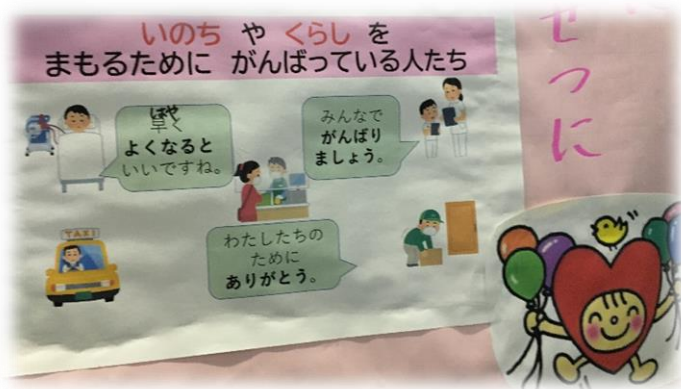 いのち や くらし を
まもるために がんばっている人たち
はや
早く
よくなると
いいですね。
みんなで
がんばり
ましょう。
わたしたちの
ために
ありがとう。
TAXI
せつに